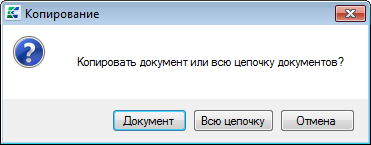 Копирование
Копировать документ или всю цепочку документов?
Документ
Всю цепочку
Отмена